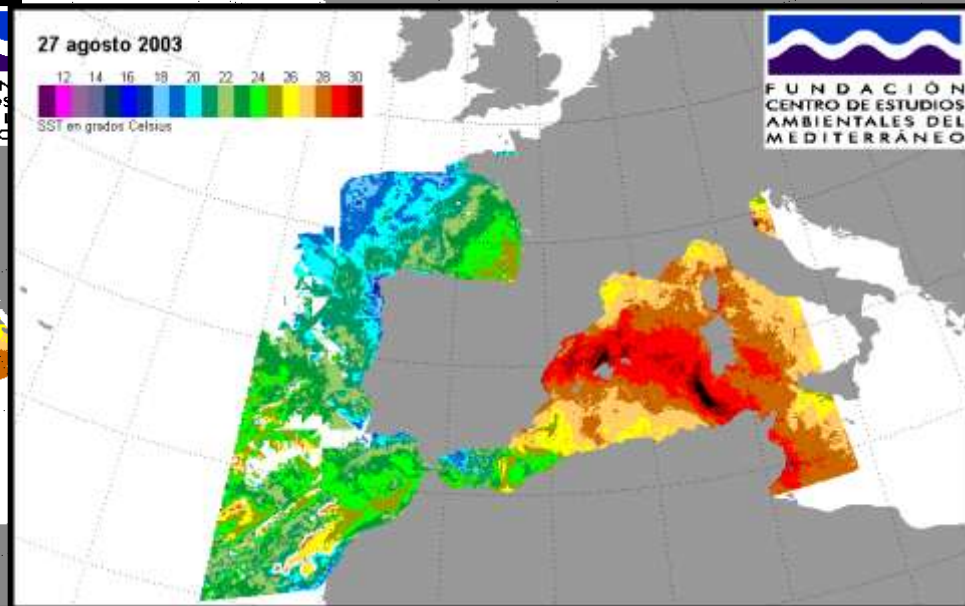 27 agosto 2003
12 14 16 18 20 22 24 26 28 30
SST en grados Celsius
FUNDACIÓN
CENTRO DE ESTUDIOS
AMBIENTALES DEL
MEDITERRÁNEO